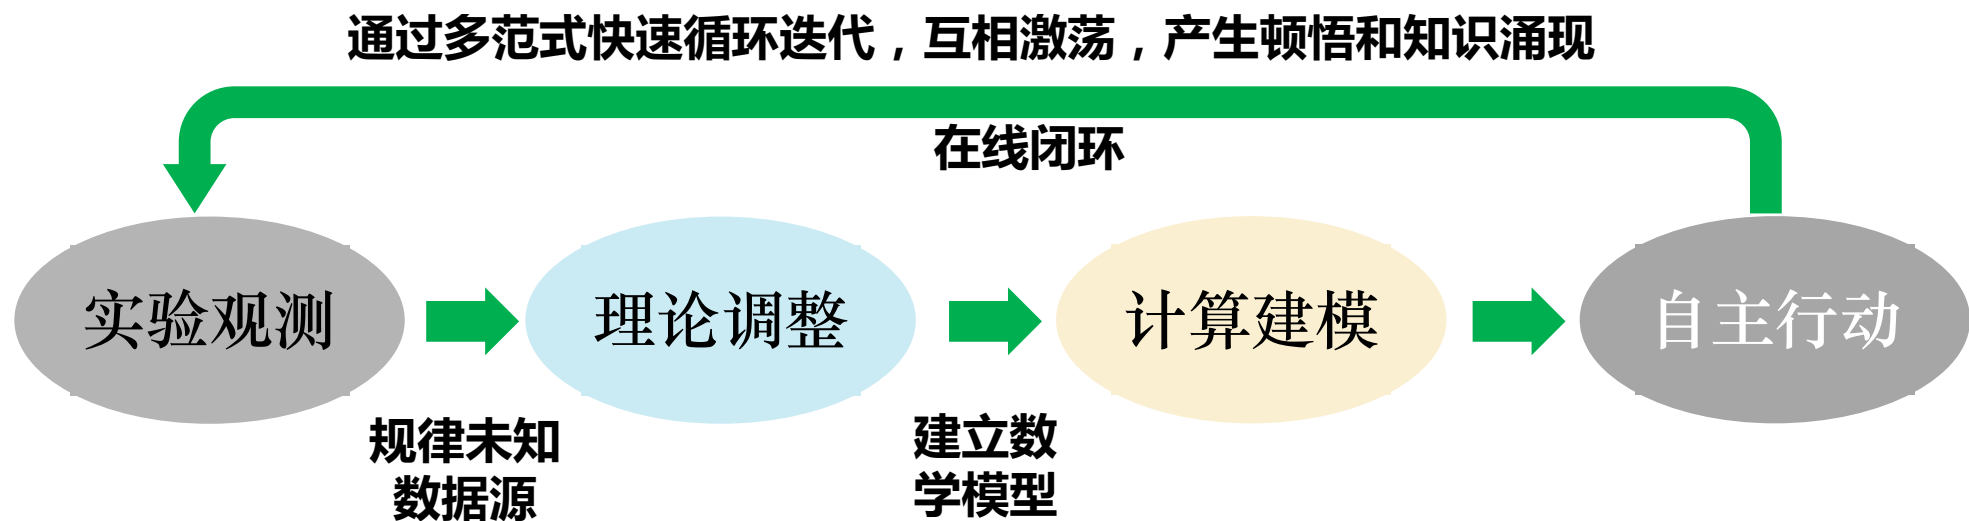 通过多范式快速循环迭代，互相激荡，产生顿悟和知识涌现
在线闭环
实验观测
理论调整
计算建模
自主行动
规律未知
数据源
建立数
学模型